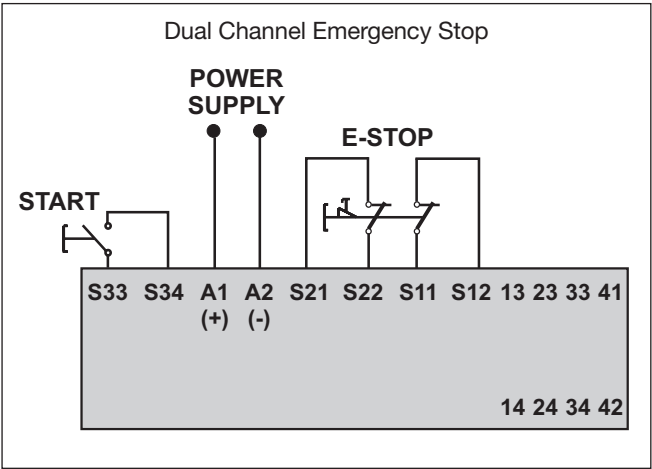 Dual Channel Emergency Stop
POWER
SUPPLY
E-STOP
START
S33 S34 A1 A2 S21 S22 S11 S12 13 23 33 41
(+) (-)
14 24 34 42